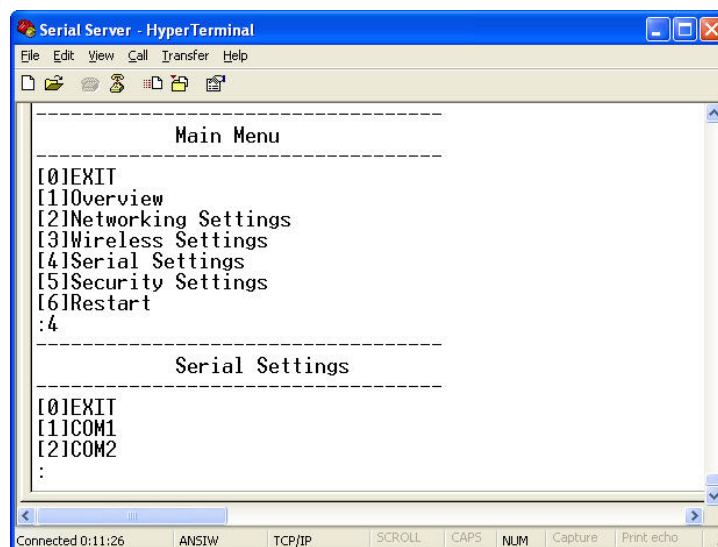 Serial Server - HyperTerminal
File Edit View Call Transfer Help
------------------------------------
Main Menu
------------------------------------
[0]EXIT
[1]Overview
[2]Networking Settings
[3]Wireless Settings
[4]Serial Settings
[5]Security Settings
[6]Restart
:4
------------------------------------
Serial Settings
------------------------------------
[0]EXIT
[1]COM1
[2]COM2
:
Connected 0:11:26 ANSIW TCP/IP SCROLL CAPS NUM Capture Print echo